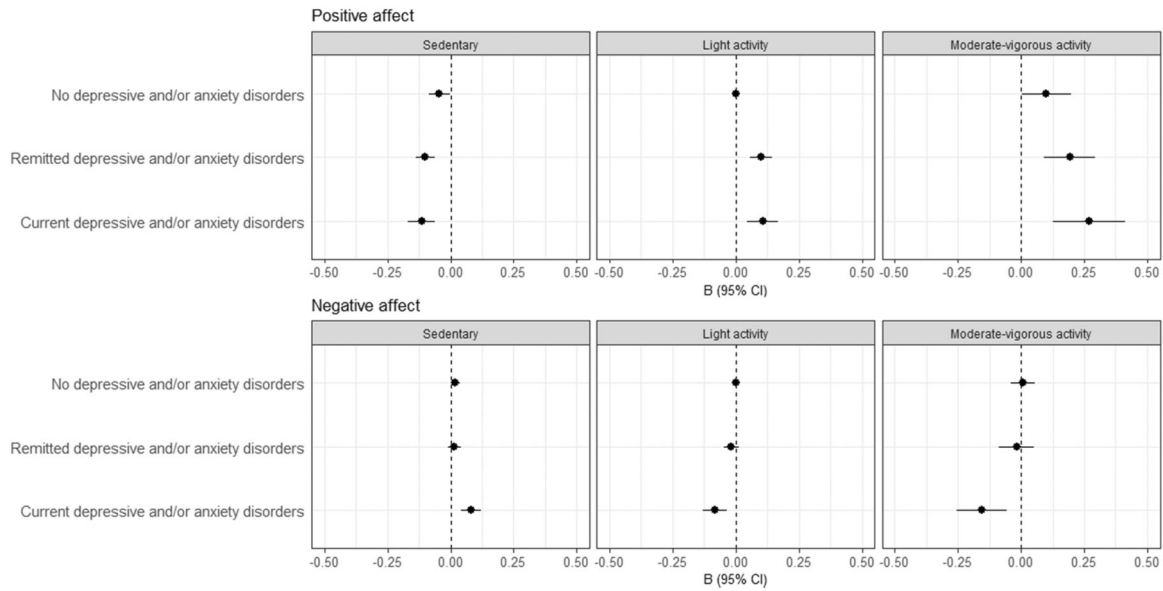 Positive affect
Sedentary Light activity Moderate-vigorous activity
No depressive and/or anxiety disorders
Remitted depressive and/or anxiety disorders
Current depressive and/or anxiety disorders
-0.50 -0.25 0.00 0.25 0.50 -0.50 -0.25 0.00 0.25 0.50 -0.50 -0.25 0.00 0.25 0.50
B (95% CI)
Negative affect
Sedentary Light activity Moderate-vigorous activity
No depressive and/or anxiety disorders
Remitted depressive and/or anxiety disorders
Current depressive and/or anxiety disorders
-0.50 -0.25 0.00 0.25 0.50 -0.50 -0.25 0.00 0.25 0.50 -0.50 -0.25 0.00 0.25 0.50
B (95% CI)